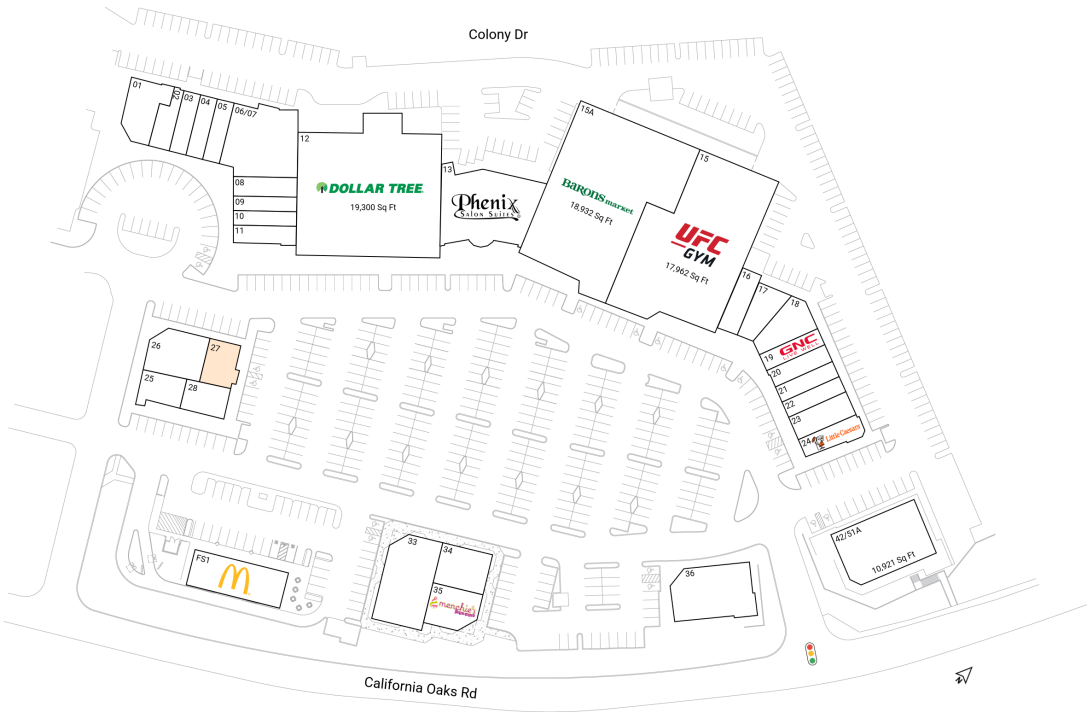 Colony Dr
01
02
03
04
05
06/07
08
09
10
11
12
DOLLAR TREE
19,300 Sq Ft
13
Phenix
SALON SUITES
15A
BARONS market
18,932 Sq Ft
15
UFC
GYM
17,962 Sq Ft
16
17
18
19
GNC
LIVE WELL
20
21
22
23
24
Little Caesars
26
27
25
28
FS1
33
34
35
menchie's
36
42/51A
10,921 Sq Ft
California Oaks Rd
N